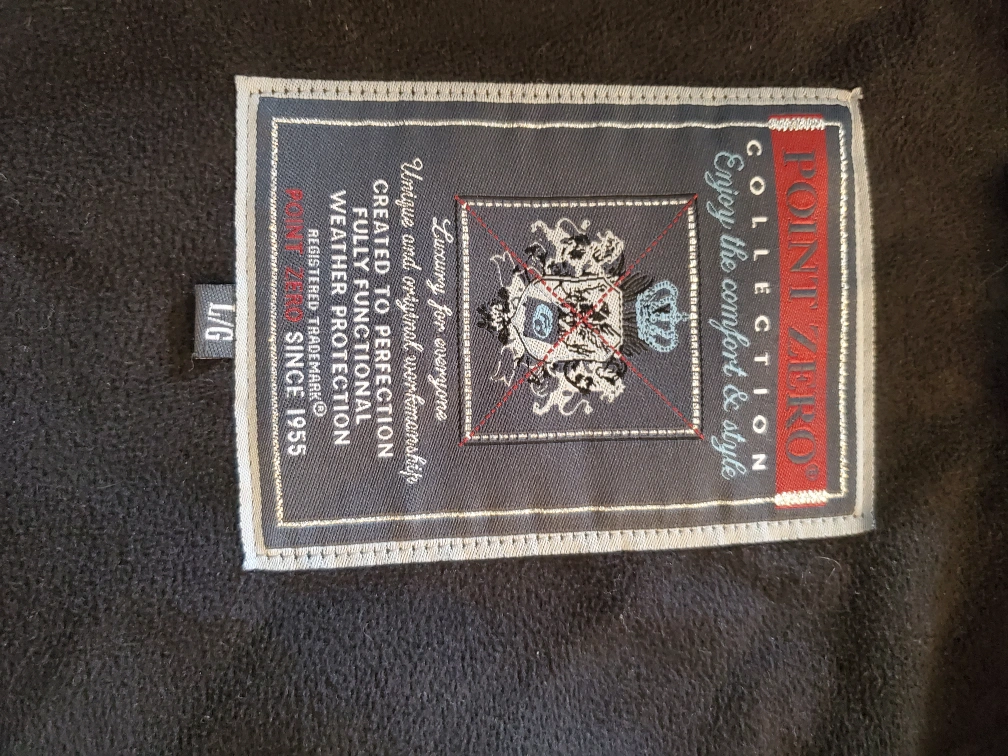 POINT ZERO®
COLLECTION
Enjoy the comfort & style
Luxury for everyone
Unique and original workmanship
CREATED TO PERFECTION
FULLY FUNCTIONAL
WEATHER PROTECTION
REGISTERED TRADEMARK®
POINT ZERO SINCE 1955
L/G